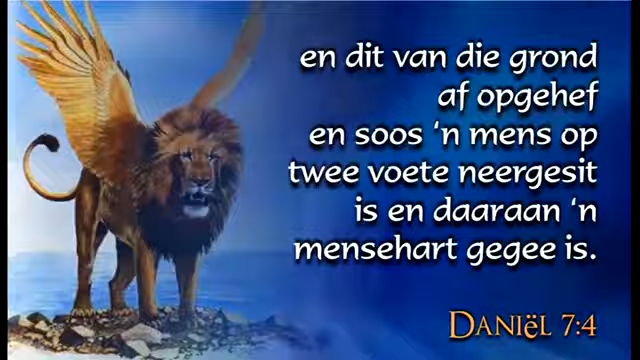 en dit van die grond
af opgehef
en soos ‘n mens op
twee voete neergesit
is en daaraan ‘n
mensehart gegee is.
Daniël 7:4